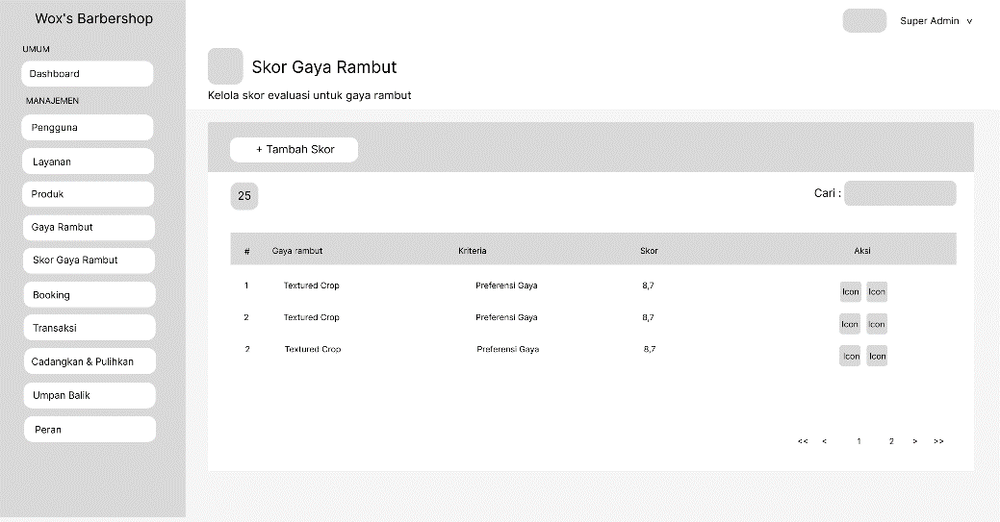 Wox's Barbershop
Super Admin v
UMUM
Dashboard
MANAJEMEN
Pengguna
Layanan
Produk
Gaya Rambut
Skor Gaya Rambut
Booking
Transaksi
Cadangkan & Pulihkan
Umpan Balik
Peran
Skor Gaya Rambut
Kelola skor evaluasi untuk gaya rambut
+ Tambah Skor
25
Cari :
# Gaya rambut Kriteria Skor Aksi
1 Textured Crop Preferensi Gaya 8,7 Icon Icon
2 Textured Crop Preferensi Gaya 8,7 Icon Icon
2 Textured Crop Preferensi Gaya 8,7 Icon Icon
<< < 1 2 > >>